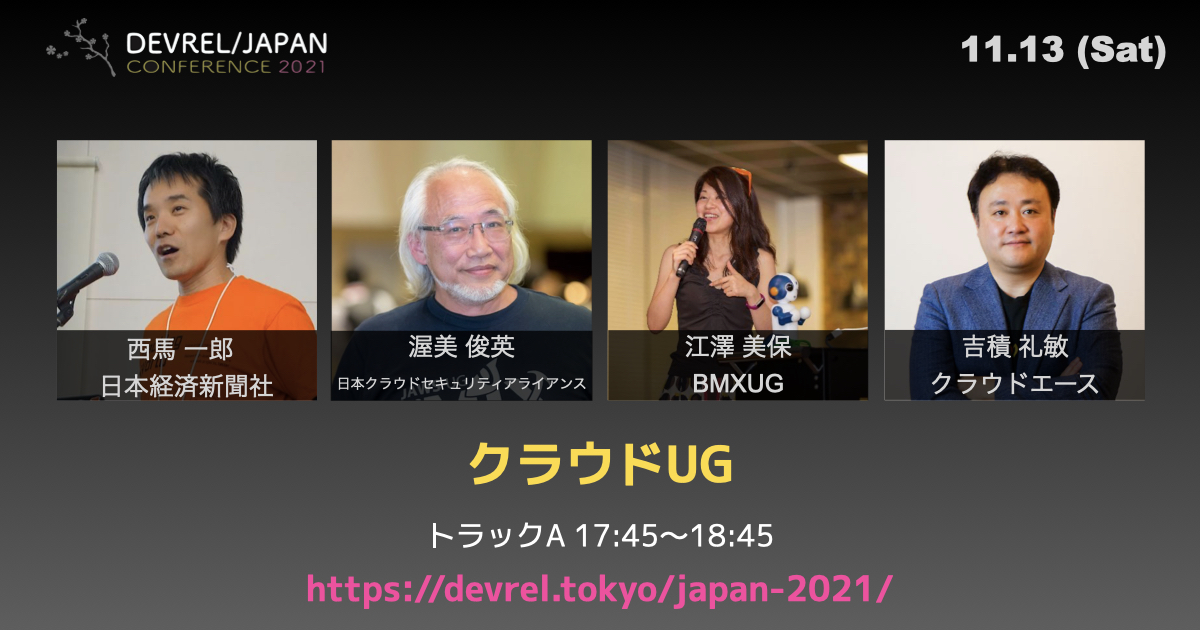 DEVREL/JAPAN
CONFERENCE 2021
11.13 (Sat)
西馬 一郎
日本経済新聞社
渥美 俊英
日本クラウドセキュリティアライアンス
江澤 美保
BMXUG
吉積 礼敏
クラウドエース
クラウドUG
トラックA 17:45〜18:45
https://devrel.tokyo/japan-2021/